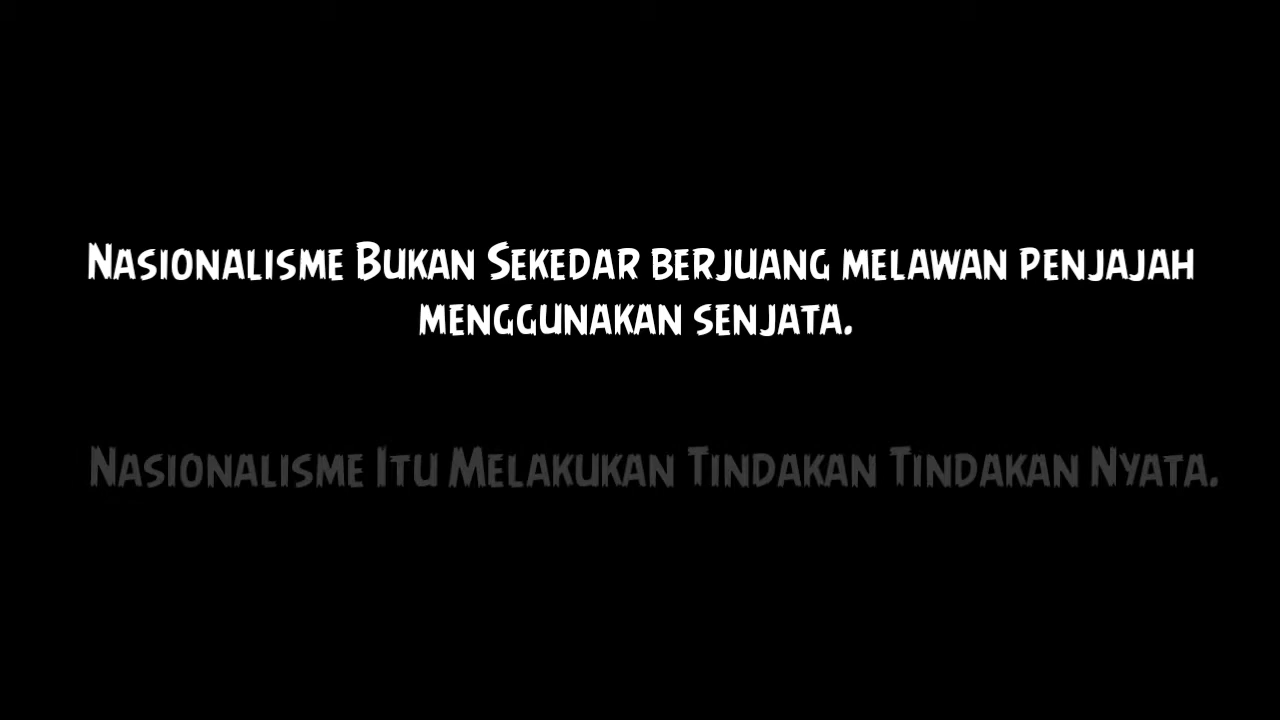 Nasionalisme Bukan Sekedar berjuang melawan penjajah
menggunakan senjata.
Nasionalisme Itu Melakukan Tindakan Tindakan Nyata.